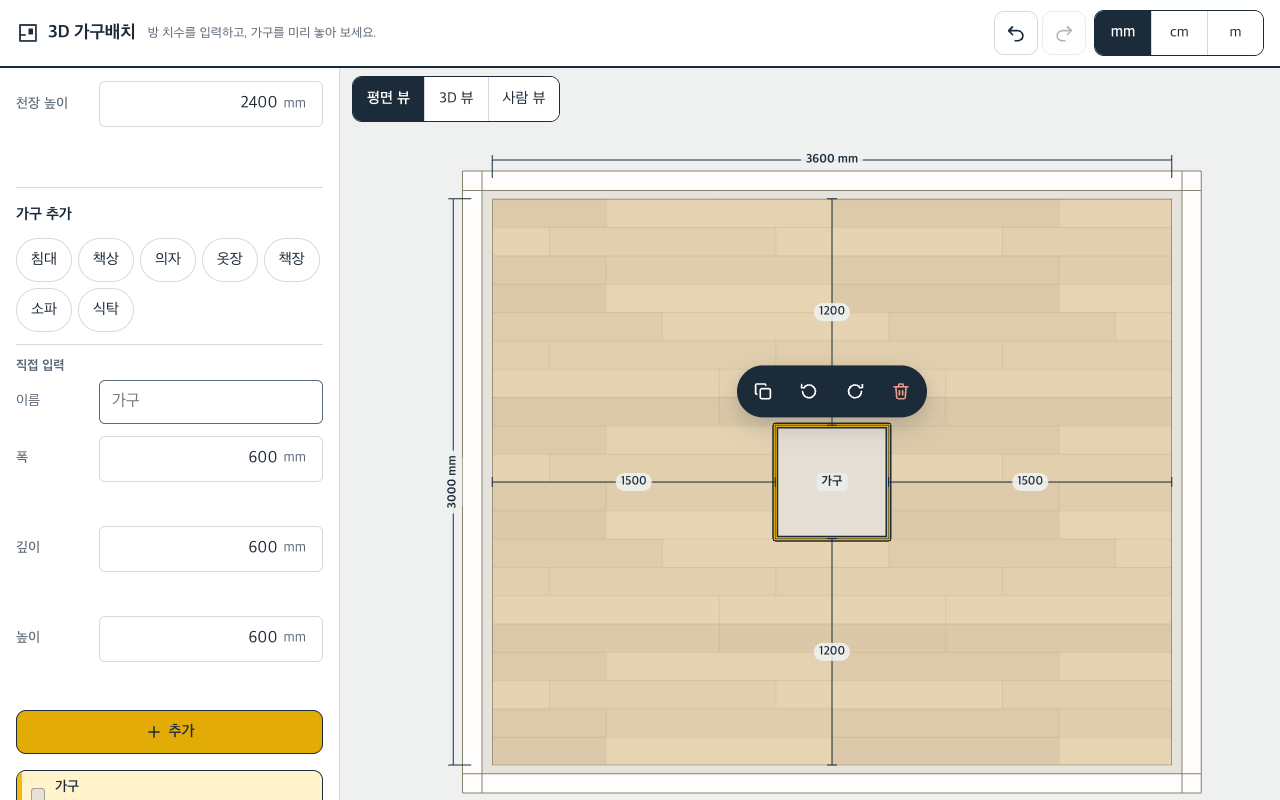 3D 가구배치 방 치수를 입력하고, 가구를 미리 놓아 보세요.
mm cm m
천장 높이 2400 mm
가구 추가
침대 책상 의자 옷장 책장
소파 식탁
직접 입력
이름 가구
폭 600 mm
깊이 600 mm
높이 600 mm
+ 추가
가구
평면 뷰 3D 뷰 사람 뷰
3600 mm
1200
3000 mm
1500
가구
1500
1200